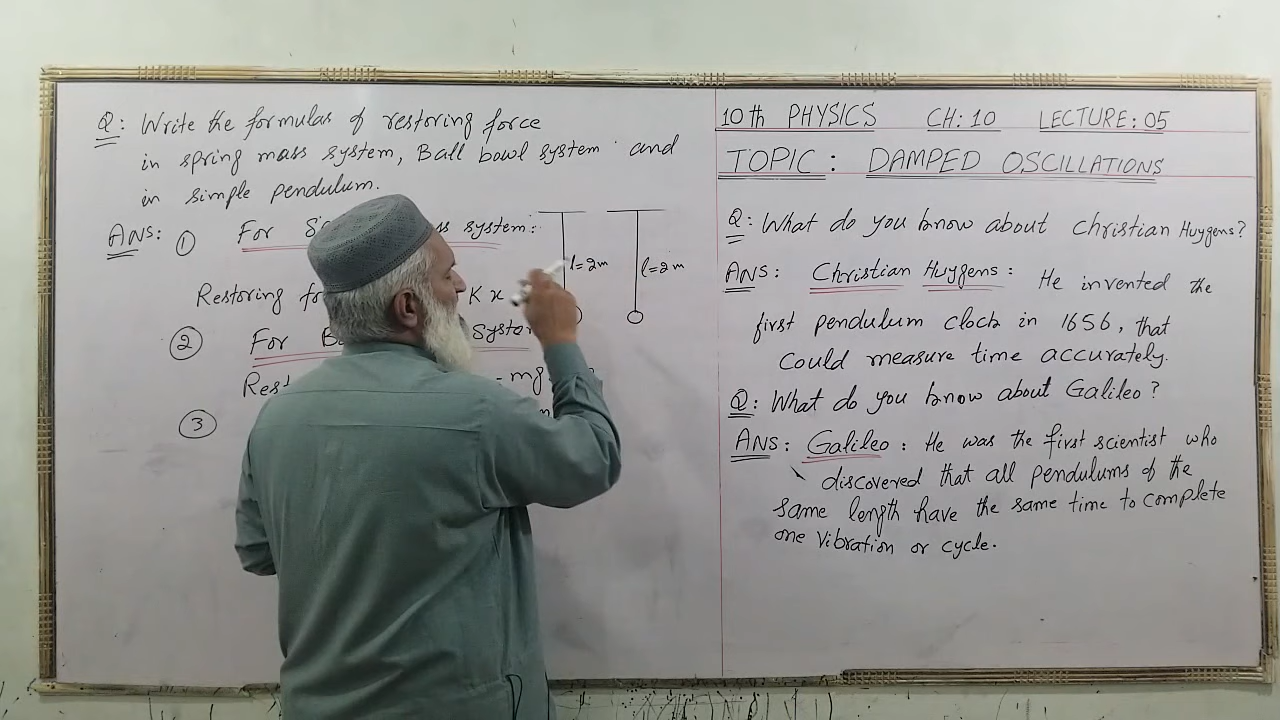 Q: Write the formulas of restoring force
in spring mass system, Ball bowl system and
in simple pendulum.
ANS: 1 For system:
Restoring K x
2 For
mg
3
l=2m
l=2m
10th PHYSICS CH:10 LECTURE:05
TOPIC: DAMPED OSCILLATIONS
Q: What do you know about Christian Huygens?
ANS: Christian Huygens: He invented the
first pendulum clock in 1656, that
could measure time accurately.
Q: What do you know about Galileo?
ANS: Galileo: He was the first scientist who
discovered that all pendulums of the
same length have the same time to complete
one vibration or cycle.